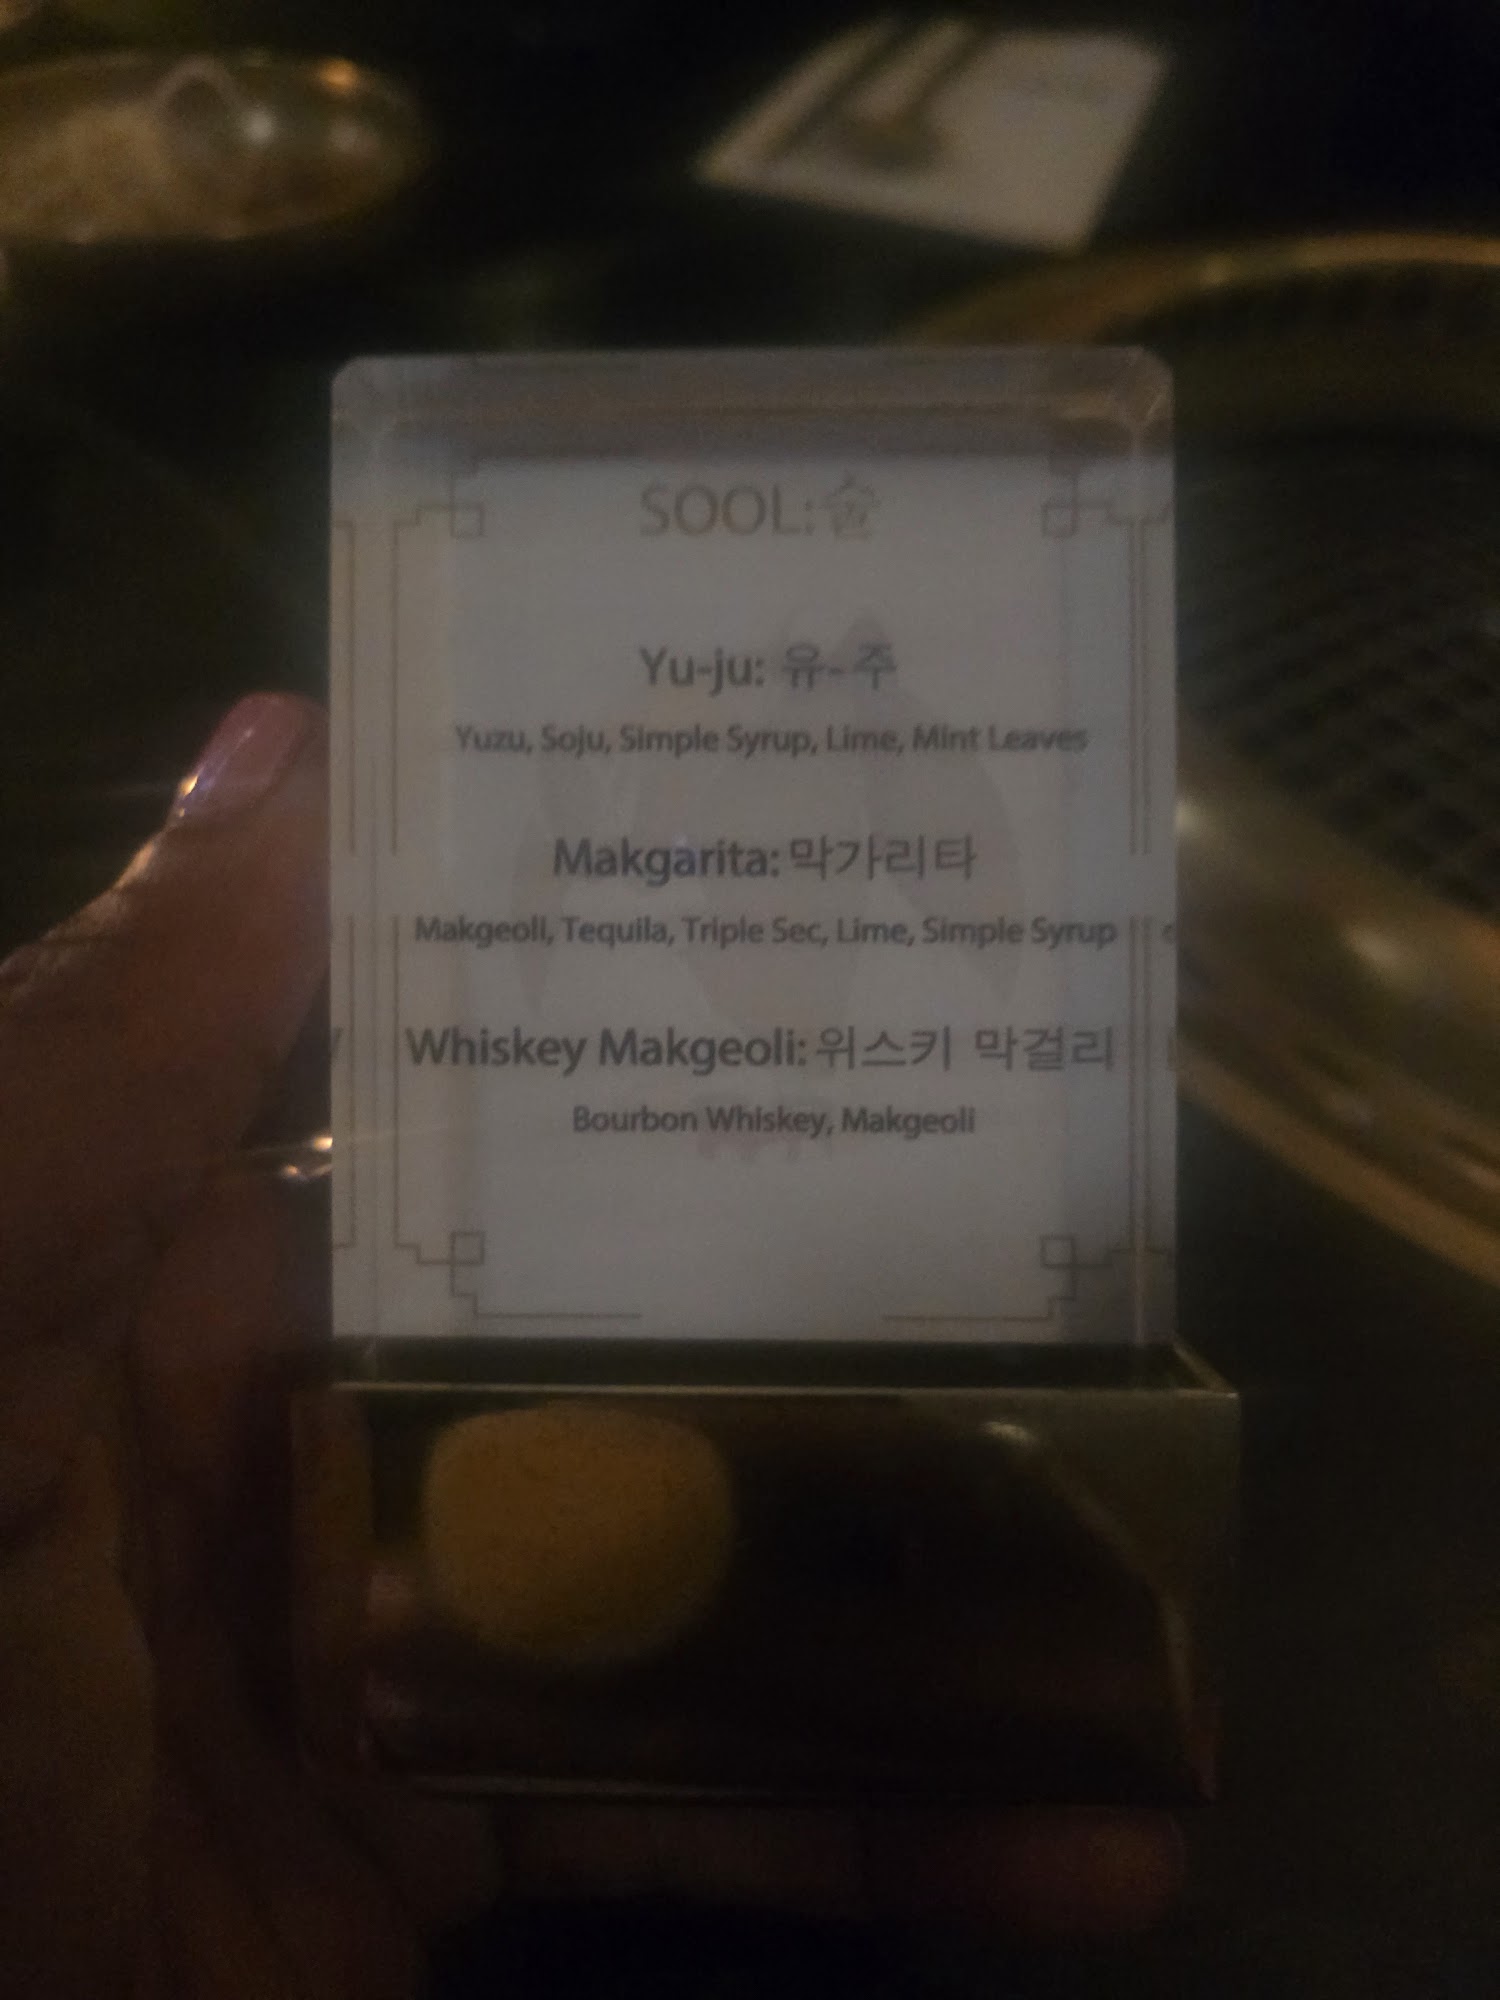 SOOL:술
Yu-ju: 유-주
Yuzu, Soju, Simple Syrup, Lime, Mint Leaves
Makgarita: 막가리타
Makgeoli, Tequila, Triple Sec, Lime, Simple Syrup
Whiskey Makgeoli: 위스키 막걸리
Bourbon Whiskey, Makgeoli